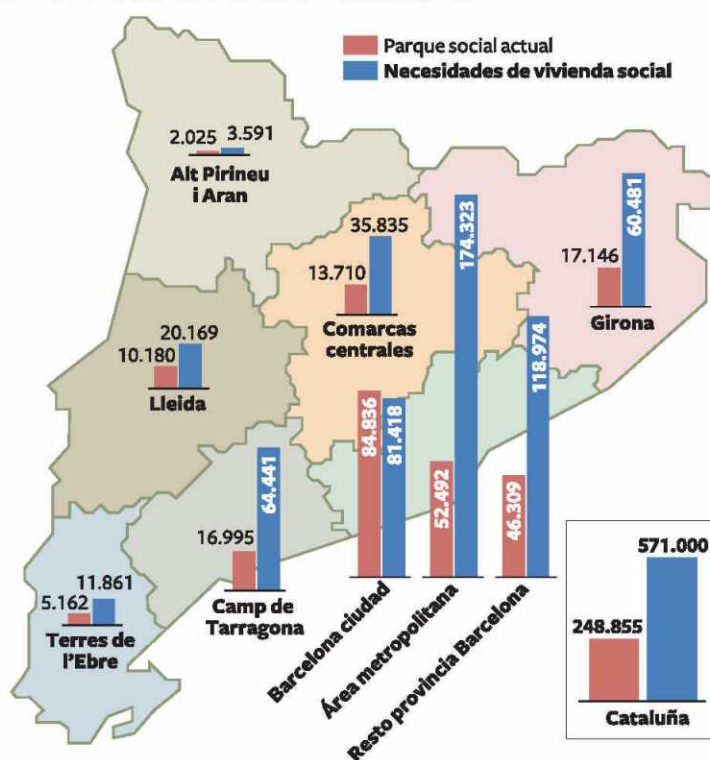 Parque social actual
Necesidades de vivienda social
2.025
3.591
Alt Pirineu
i Aran
35.835
13.710
Comarcas
centrales
174.323
60.481
17.146
Girona
20.169
10.180
Lleida
118.974
84.836
81.418
52.492
46.309
64.441
16.995
Camp de
Tarragona
11.861
5.162
Terres de
l'Ebre
Barcelona ciudad
Área metropolitana
Resto provincia Barcelona
571.000
248.855
Cataluña